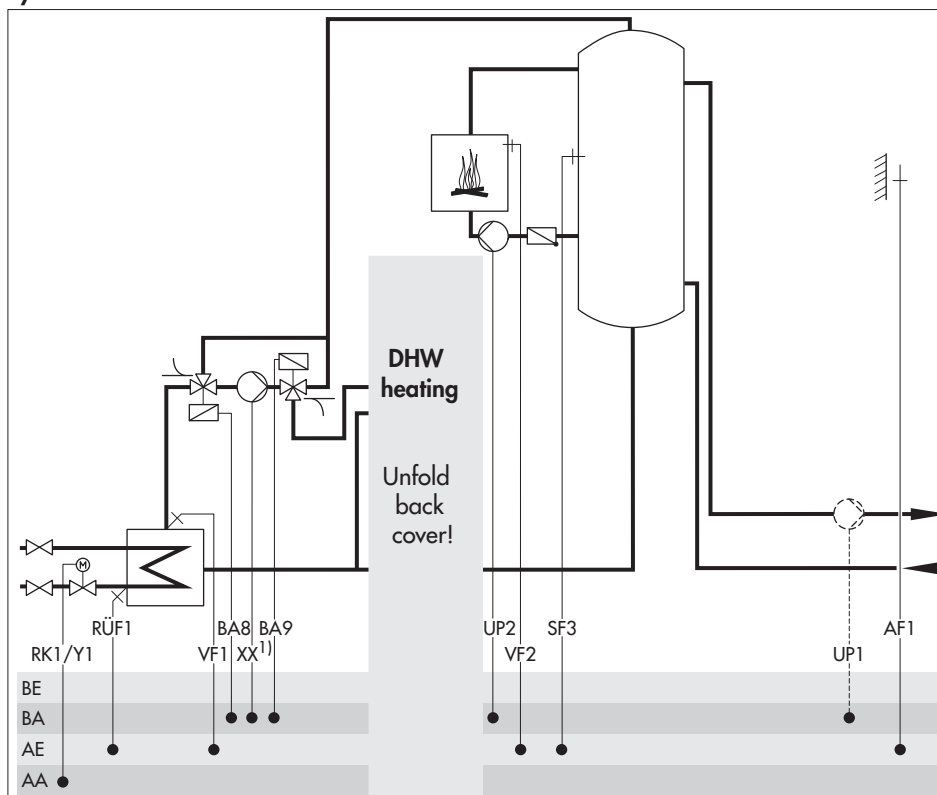 DHW
heating
Unfold
back
cover!
M
RÜF1 BA8 BA9 UP2 SF3 AF1
RK1/Y1 VF1 XX1) VF2 UP1
BE
BA
AE
AA